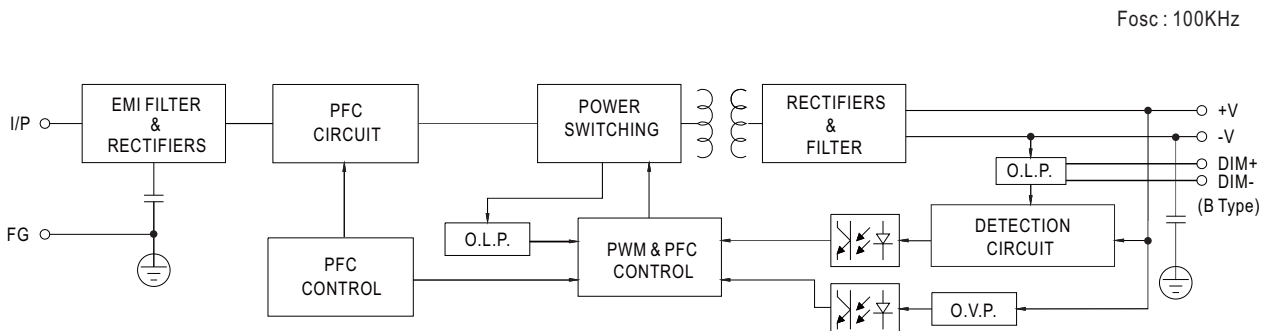 Fosc : 100KHz
I/P
EMI FILTER
&
RECTIFIERS
PFC
CIRCUIT
POWER
SWITCHING
RECTIFIERS
&
FILTER
+V
-V
O.L.P.
DIM+
DIM-
(B Type)
FG
O.L.P.
PFC
CONTROL
PWM & PFC
CONTROL
DETECTION
CIRCUIT
O.V.P.